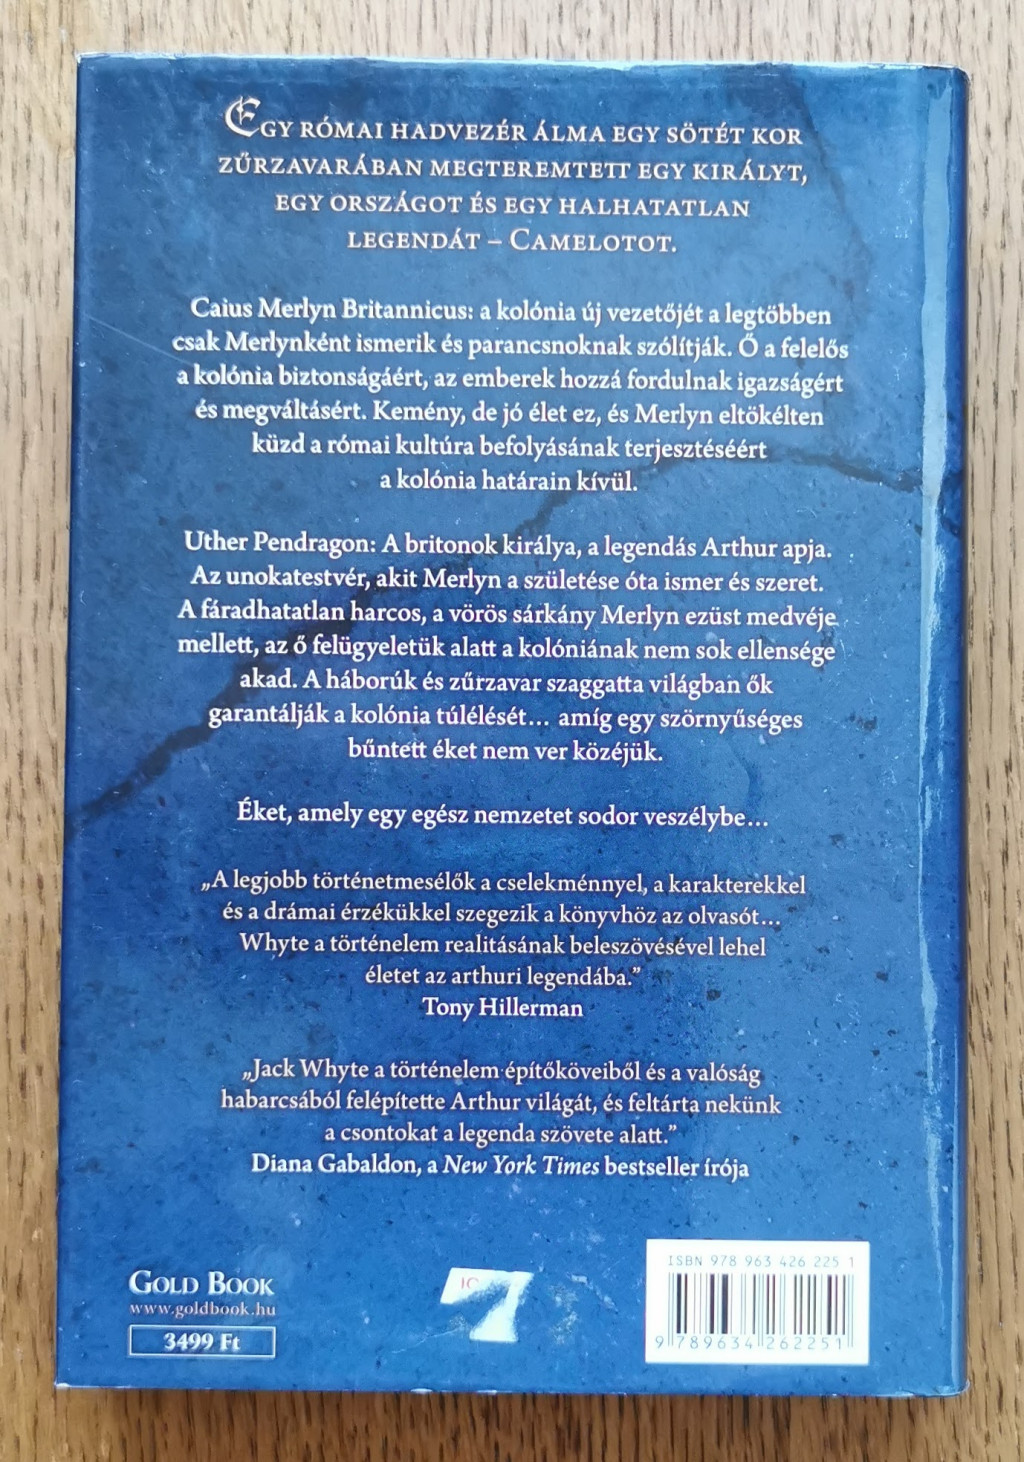 EGY RÓMAI HADVEZÉR ÁLMA EGY SÖTÉT KOR
ZŰRZAVARÁBAN MEGTEREMTETT EGY KIRÁLYT,
EGY ORSZÁGOT ÉS EGY HALHATATLAN
LEGENDÁT – CAMELOTOT.
Caius Merlyn Britannicus: a kolónia új vezetőjét a legtöbben
csak Merlynként ismerik és parancsnoknak szólítják. Ő a felelős
a kolónia biztonságáért, az emberek hozzá fordulnak igazságért
és megváltásért. Kemény, de jó élet ez, és Merlyn eltökélten
küzd a római kultúra befolyásának terjesztéséért
a kolónia határain kívül.
Uther Pendragon: A britonok királya, a legendás Arthur apja.
Az unokatestvér, akit Merlyn a születése óta ismer és szeret.
A fáradhatatlan harcos, a vörös sárkány Merlyn ezüst medvéje
mellett, az ő felügyeletük alatt a kolóniának nem sok ellensége
akad. A háborúk és zűrzavar szaggatta világban ők
garantálják a kolónia túlélését... amíg egy szörnyűséges
bűntett éket nem ver közéjük.
Éket, amely egy egész nemzetet sodor veszélybe...
„A legjobb történetmesélők a cselekménnyel, a karakterekkel
és a drámai érzékükkel szegezik a könyvhöz az olvasót...
Whyte a történelem realitásának beleszövésével lehel
életet az arthuri legendába.”
Tony Hillerman
„Jack Whyte a történelem építőköveiből és a valóság
habarcsából felépítette Arthur világát, és feltárta nekünk
a csontokat a legenda szövete alatt.”
Diana Gabaldon, a New York Times bestseller írója
ISBN 978 963 426 225 1
GOLD BOOK
www.goldbook.hu
3499 Ft
7
9 789634 262251